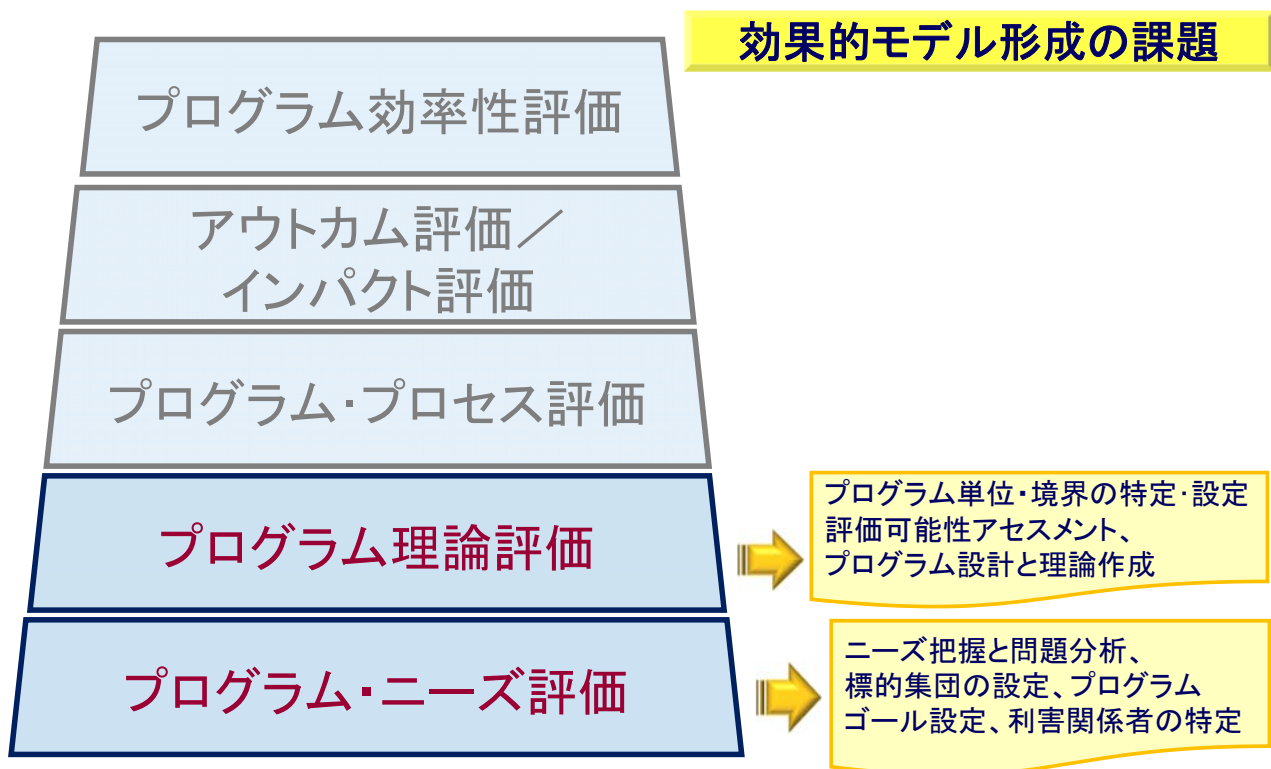 効果的モデル形成の課題
プログラム効率性評価
アウトカム評価／
インパクト評価
プログラム・プロセス評価
プログラム理論評価
プログラム単位・境界の特定・設定
評価可能性アセスメント、
プログラム設計と理論作成
プログラム・ニーズ評価
ニーズ把握と問題分析、
標的集団の設定、プログラム
ゴール設定、利害関係者の特定